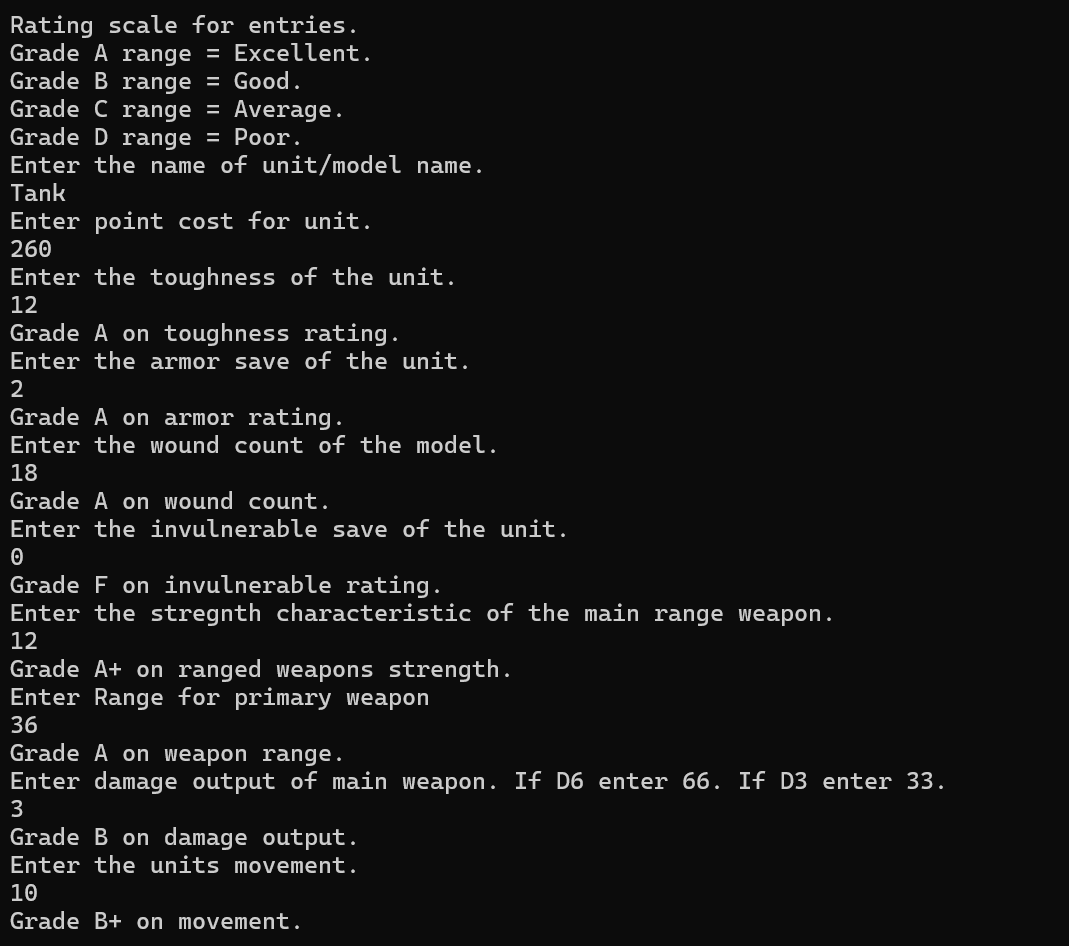 Rating scale for entries.
Grade A range = Excellent.
Grade B range = Good.
Grade C range = Average.
Grade D range = Poor.
Enter the name of unit/model name.
Tank
Enter point cost for unit.
260
Enter the toughness of the unit.
12
Grade A on toughness rating.
Enter the armor save of the unit.
2
Grade A on armor rating.
Enter the wound count of the model.
18
Grade A on wound count.
Enter the invulnerable save of the unit.
0
Grade F on invulnerable rating.
Enter the stregnth characteristic of the main range weapon.
12
Grade A+ on ranged weapons strength.
Enter Range for primary weapon
36
Grade A on weapon range.
Enter damage output of main weapon. If D6 enter 66. If D3 enter 33.
3
Grade B on damage output.
Enter the units movement.
10
Grade B+ on movement.